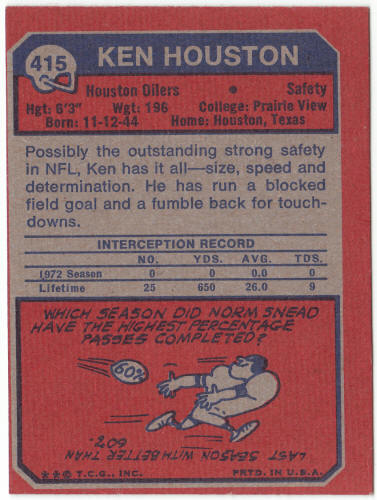 415
KEN HOUSTON
Houston Oilers • Safety
Hgt: 6'3" Wgt: 196 College: Prairie View
Born: 11-12-44 Home: Houston, Texas
Possibly the outstanding strong safety
in NFL, Ken has it all—size, speed and
determination. He has run a blocked
field goal and a fumble back for touch-
downs.
INTERCEPTION RECORD
NO. YDS. AVG. TDS.
1972 Season 0 0 0.0 0
Lifetime 25 650 26.0 9
WHICH SEASON DID NORM SNEAD
HAVE THE HIGHEST PERCENTAGE
PASSES COMPLETED?
60%
LAST SEASON WITH BETTER THAN
60%.
**© T.C.G., INC. PRTD. IN U.S.A.